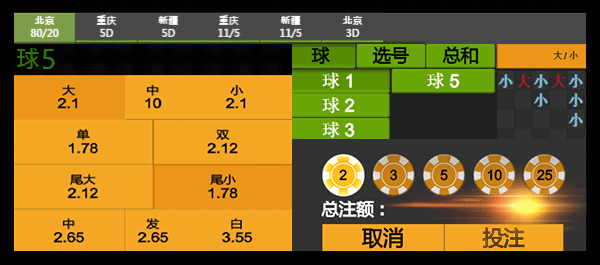 北京 重庆 新疆 重庆 新疆 北京
80/20 5D 5D 11/5 11/5 3D
球5
大 中 小
2.1 10 2.1
单 双
1.78 2.12
尾大 尾小
2.12 1.78
中 发 白
2.65 2.65 3.55
球 选号 总和 大 / 小
球 1 球 5
球 2
球 3
小 大 小 大 小
小 小
小
2 3 5 10 25
总注额：
取消 投注